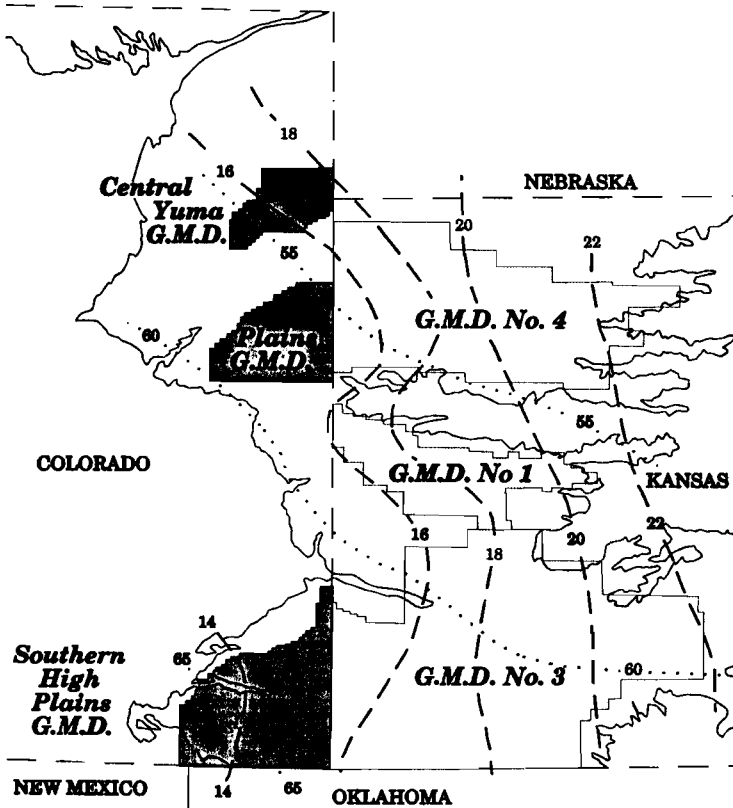 18
16
Central
Yuma
G.M.D.
NEBRASKA
20
22
55
60
G.M.D. No. 4
Plains
G.M.D
55
COLORADO
G.M.D. No 1
KANSAS
16
18
20
22
14
65
Southern
High
Plains
G.M.D.
G.M.D. No. 3
60
NEW MEXICO
14
65
OKLAHOMA